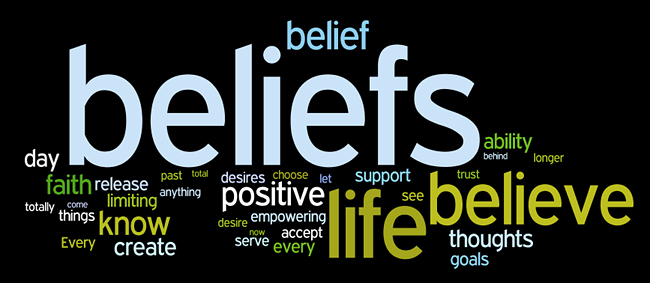 belief
beliefs
ability
day
behind
longer
faith
release
past
total
desires
choose
let
support
trust
limiting
anything
positive
see
believe
totally
come
things
know
desire
empowering
life
Every
create
now
serve
accept
every
thoughts
goals